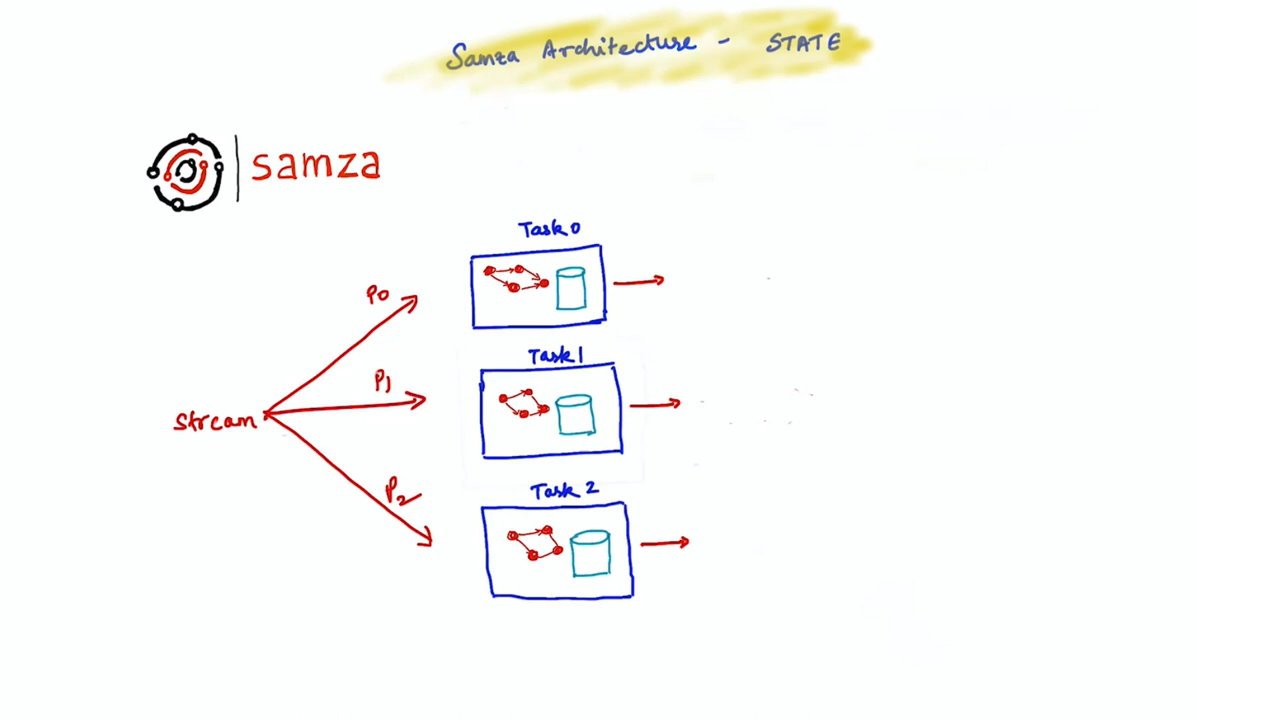 Samza Architecture - STATE
samza
Task 0
P0
Task 1
P1
Stream
Task 2
P2